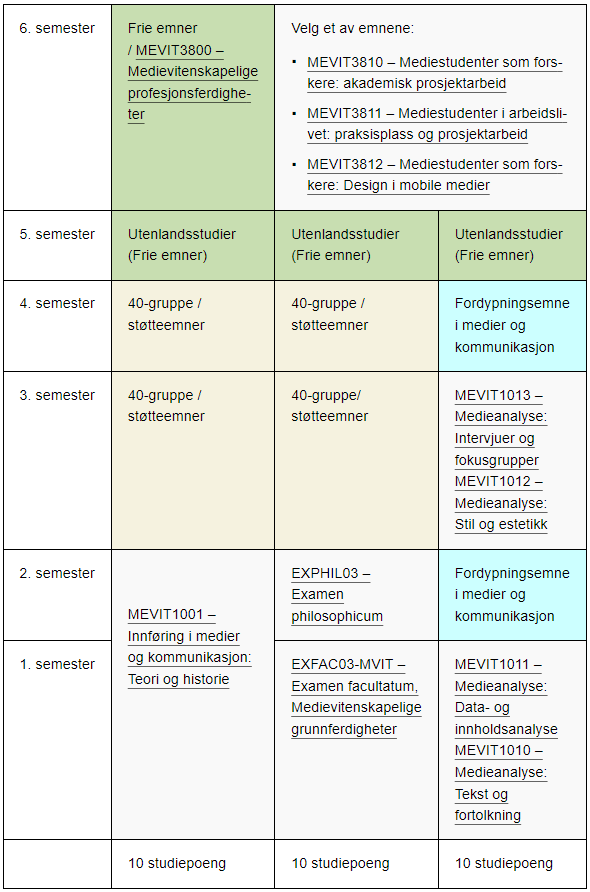 6. semester
Frie emner
/ MEVIT3800 –
Medievitenskapelige
profesjonsferdighe-
ter
Velg et av emnene:
▪ MEVIT3810 – Mediestudenter som fors-
kere: akademisk prosjektarbeid
▪ MEVIT3811 – Mediestudenter i arbeidsli-
vet: praksisplass og prosjektarbeid
▪ MEVIT3812 – Mediestudenter som fors-
kere: Design i mobile medier
5. semester
Utenlandsstudier
(Frie emner)
Utenlandsstudier
(Frie emner)
Utenlandsstudier
(Frie emner)
4. semester
40-gruppe /
støtteemner
40-gruppe /
støtteemner
Fordypningsemne
i medier og
kommunikasjon
3. semester
40-gruppe /
støtteemner
40-gruppe/
støtteemner
MEVIT1013 –
Medieanalyse:
Intervjuer og
fokusgrupper
MEVIT1012 –
Medieanalyse:
Stil og estetikk
2. semester
MEVIT1001 –
Innføring i medier
og kommunikasjon:
Teori og historie
EXPHIL03 –
Examen
philosophicum
Fordypningsemne
i medier og
kommunikasjon
1. semester
EXFAC03-MVIT –
Examen facultatum,
Medievitenskapelige
grunnferdigheter
MEVIT1011 –
Medieanalyse:
Data- og
innholdsanalyse
MEVIT1010 –
Medieanalyse:
Tekst og
fortolkning
10 studiepoeng
10 studiepoeng
10 studiepoeng